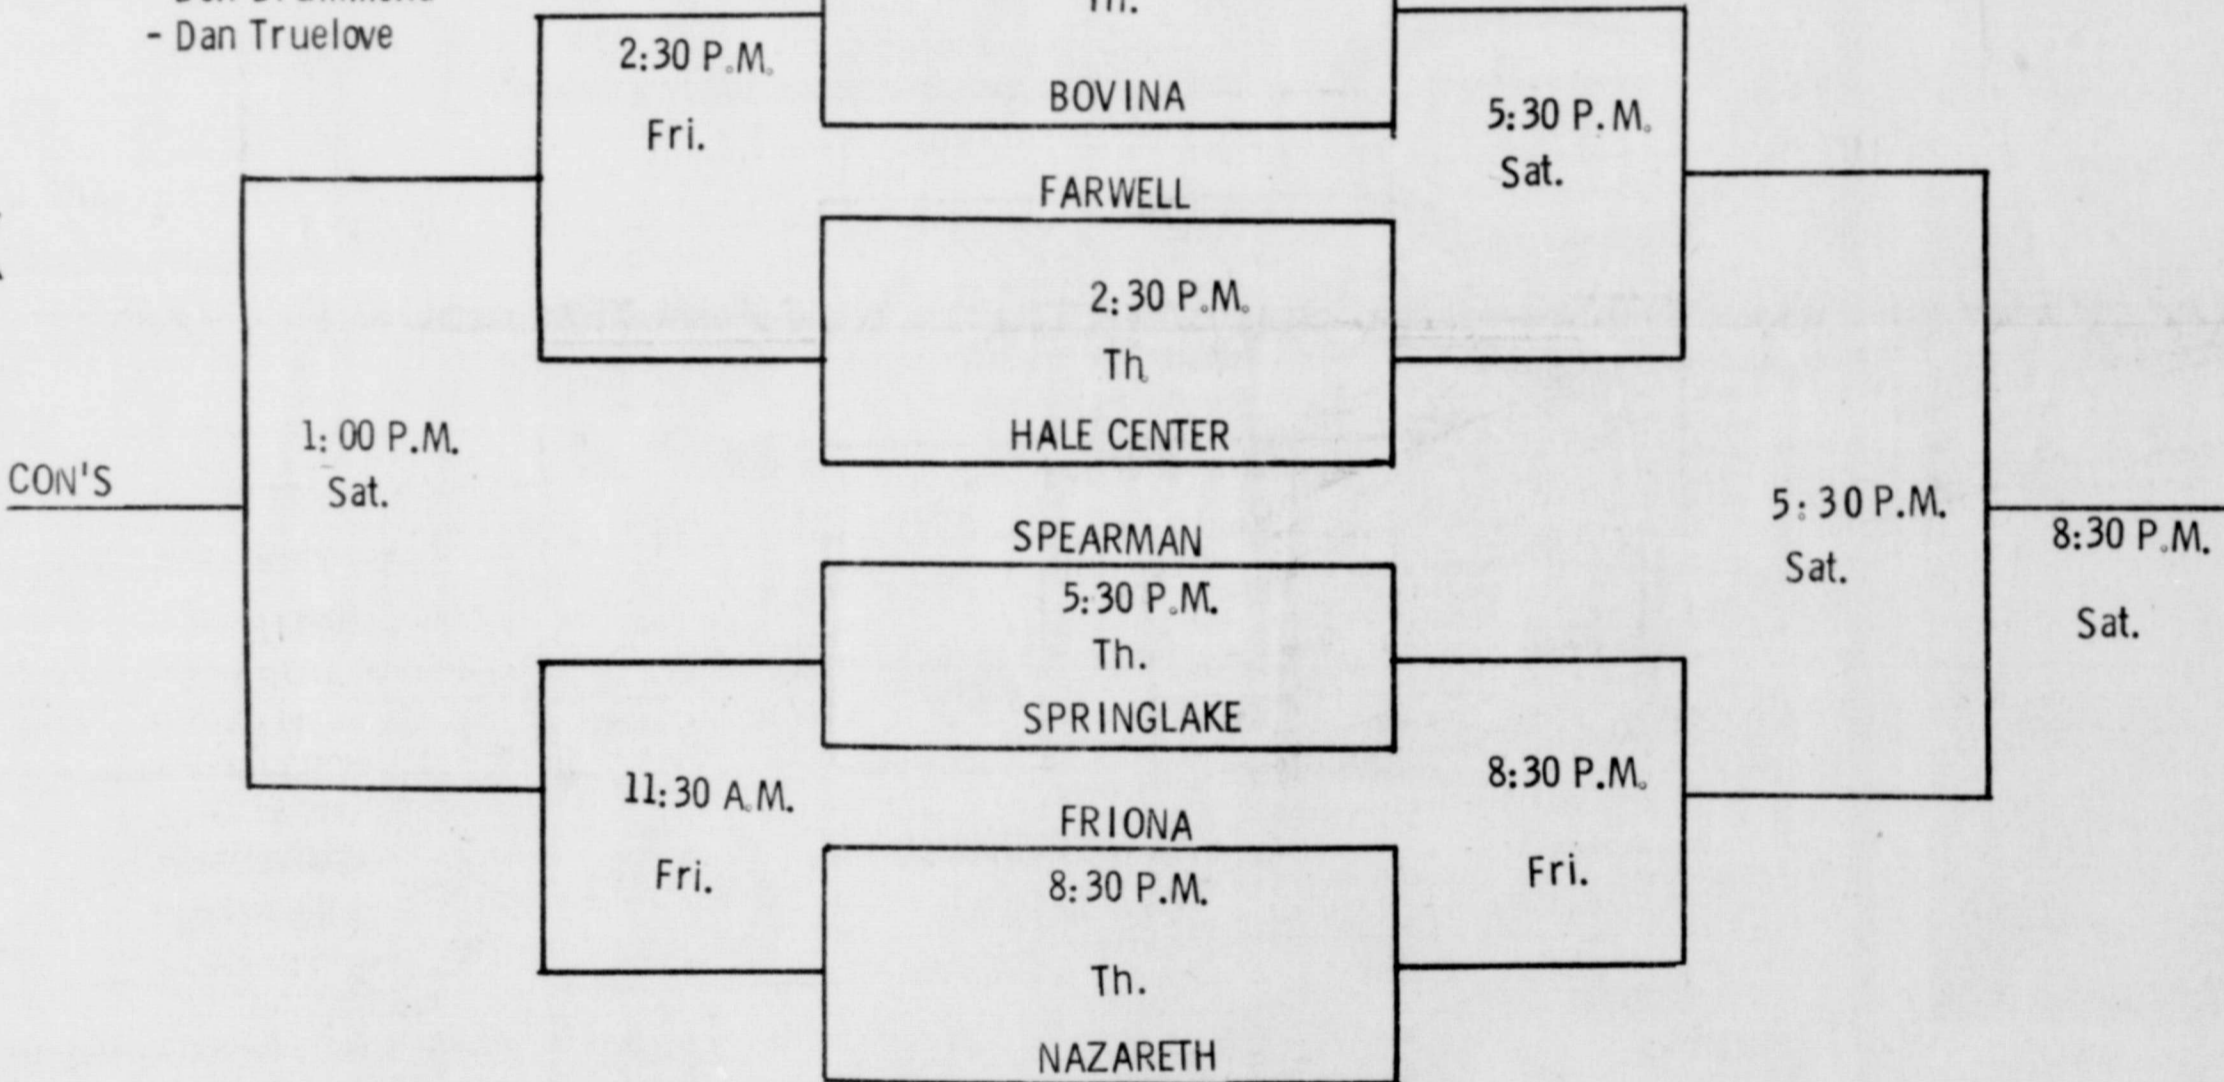 - Dan Truelove
Th.
2:30 P.M.
Fri.
BOVINA
5:30 P.M.
Sat.
FARWELL
2:30 P.M.
Th.
HALE CENTER
1:00 P.M.
Sat.
CON'S
SPEARMAN
5:30 P.M.
Th.
SPRINGLAKE
5:30 P.M.
Sat.
8:30 P.M.
Sat.
11:30 A.M.
Fri.
FRIONA
8:30 P.M.
Th.
NAZARETH
8:30 P.M.
Fri.